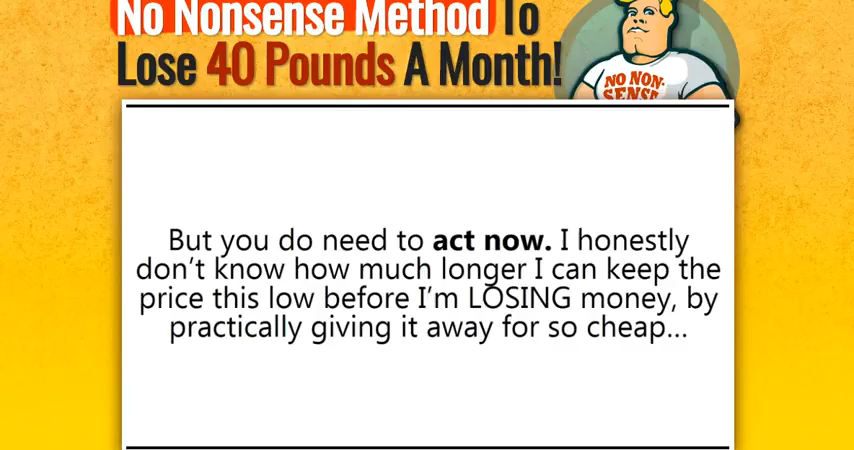 No Nonsense Method To
Lose 40 Pounds A Month!
NO NON-
SENSE
But you do need to act now. I honestly
don’t know how much longer I can keep the
price this low before I’m LOSING money, by
practically giving it away for so cheap...